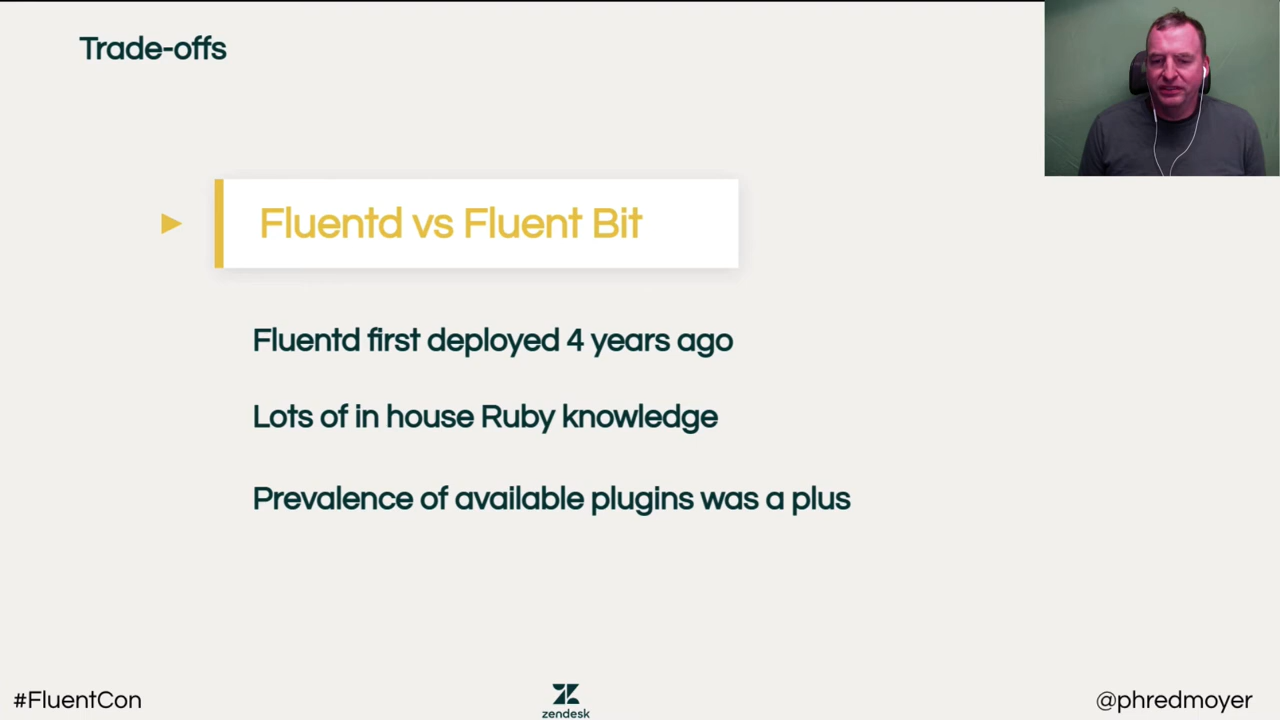 Trade-offs
Fluentd vs Fluent Bit
Fluentd first deployed 4 years ago
Lots of in house Ruby knowledge
Prevalence of available plugins was a plus
#FluentCon
zendesk
@phredmoyer